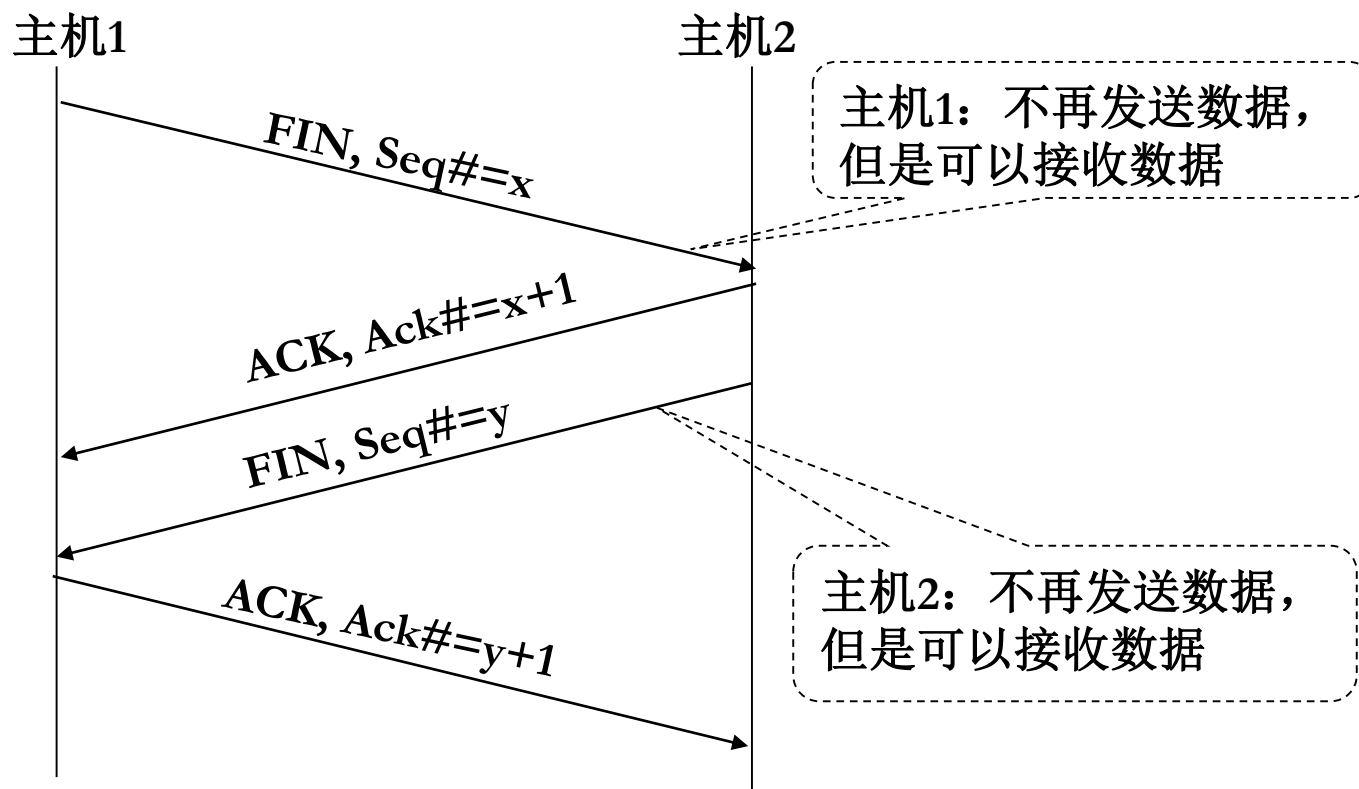 主机1
主机2
主机1：不再发送数据，
但是可以接收数据
FIN, Seq#=x
ACK, Ack#=x+1
FIN, Seq#=y
主机2：不再发送数据，
但是可以接收数据
ACK, Ack#=y+1